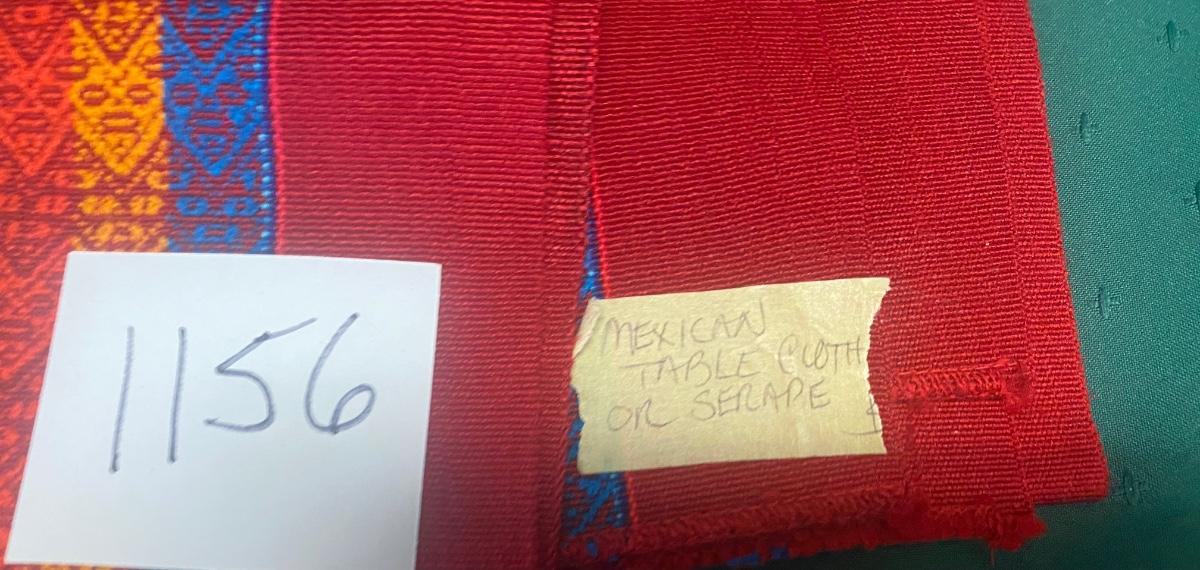 1156
MEXICAN
TABLE CLOTH
OR SERAPE
$